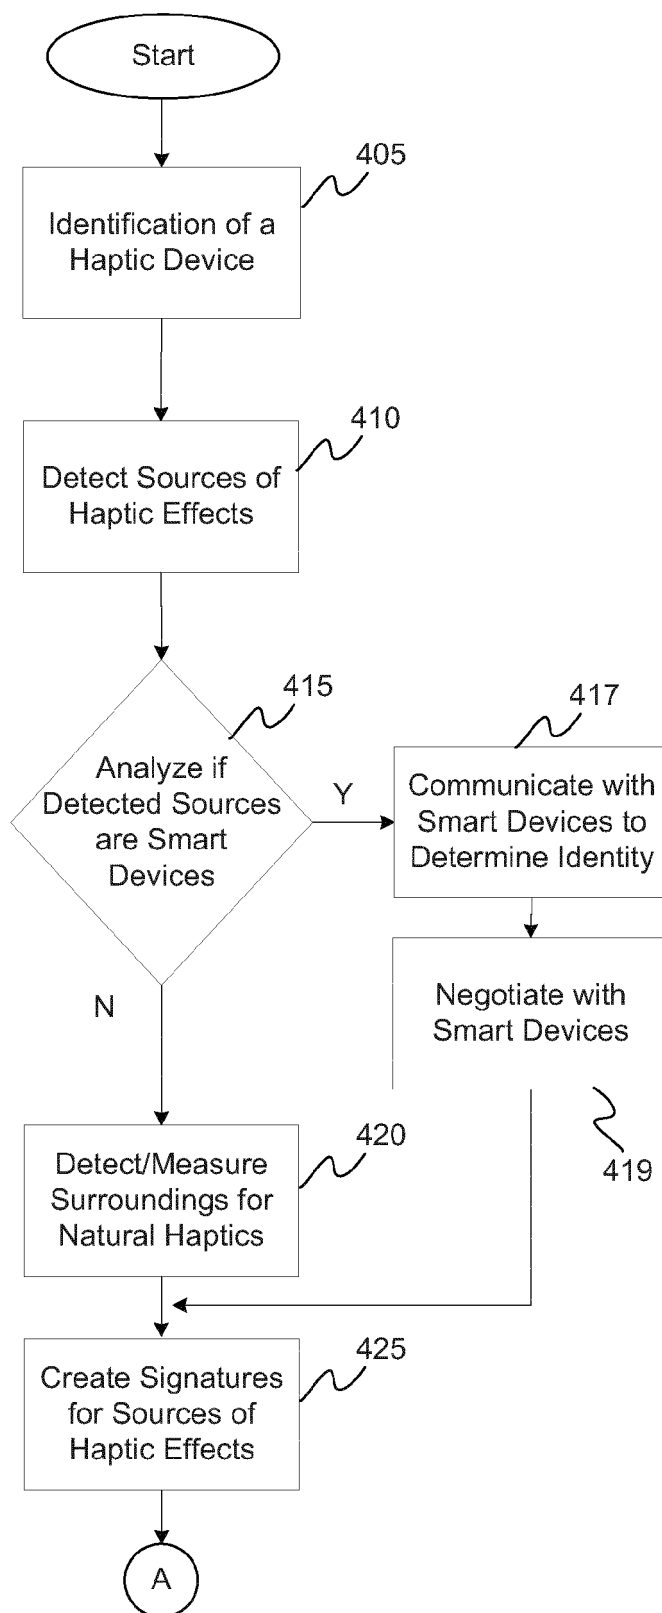 Start
405
Identification of a
Haptic Device
410
Detect Sources of
Haptic Effects
415
Analyze if
Detected Sources
are Smart
Devices
Y
417
Communicate with
Smart Devices to
Determine Identity
Negotiate with
Smart Devices
419
N
420
Detect/Measure
Surroundings for
Natural Haptics
425
Create Signatures
for Sources of
Haptic Effects
A